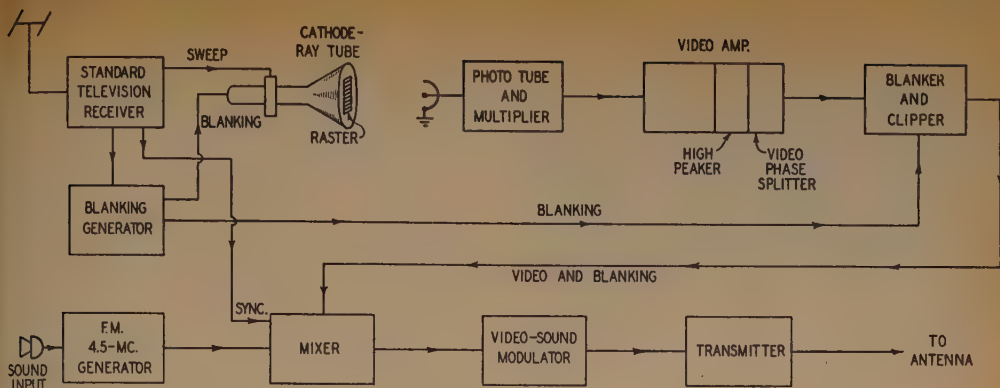 CATHODE-
RAY TUBE
SWEEP
STANDARD
TELEVISION
RECEIVER
BLANKING
RASTER
PHOTO TUBE
AND
MULTIPLIER
VIDEO AMP.
HIGH
PEAKER
VIDEO
PHASE
SPLITTER
BLANKER
AND
CLIPPER
BLANKING
GENERATOR
BLANKING
VIDEO AND BLANKING
SYNC.
SOUND
INPUT
F.M.
4.5-MC.
GENERATOR
MIXER
VIDEO-SOUND
MODULATOR
TRANSMITTER
TO
ANTENNA